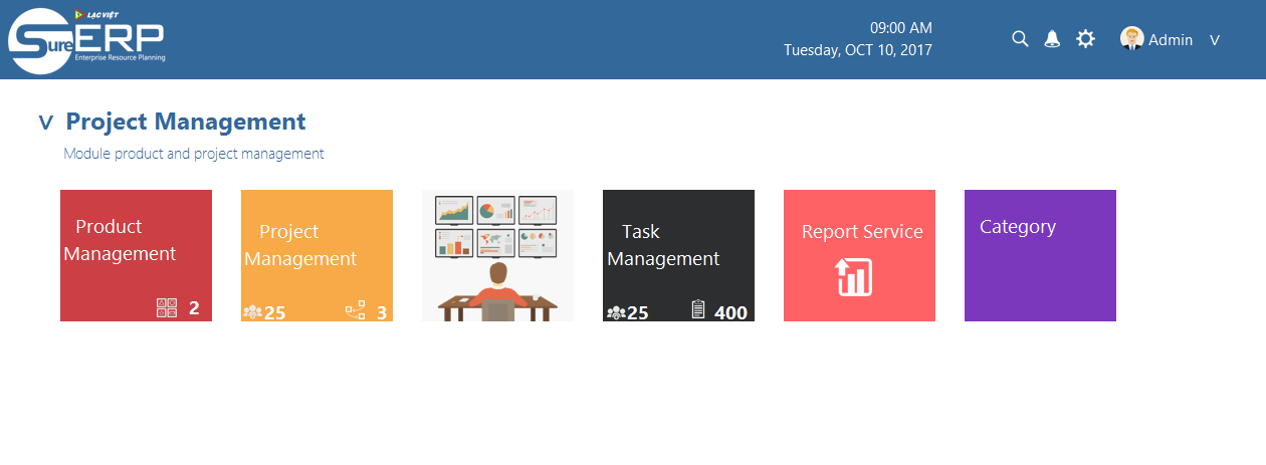 LẠC VIỆT
SureERP
Enterprise Resource Planning
09:00 AM
Tuesday, OCT 10, 2017
Admin V
V Project Management
Module product and project management
Product
Management
2
Project
Management
25 3
Task
Management
25 400
Report Service
Category